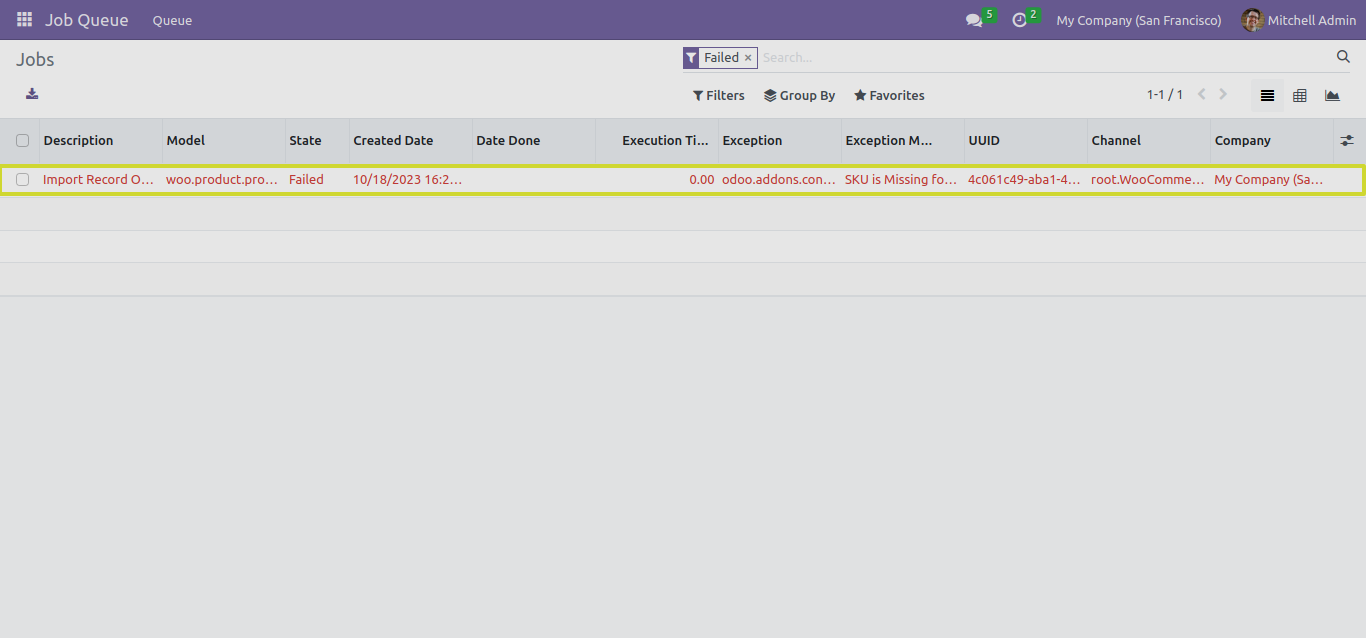 Job Queue Queue 5 2 My Company (San Francisco) Mitchell Admin
Jobs Failed × Search...
Filters Group By Favorites 1-1 / 1
Description Model State Created Date Date Done Execution Ti... Exception Exception M... UUID Channel Company
Import Record O... woo.product.pro... Failed 10/18/2023 16:2... 0.00 odoo.addons.con... SKU is Missing fo... 4c061c49-aba1-4... root.WooComme... My Company (Sa...